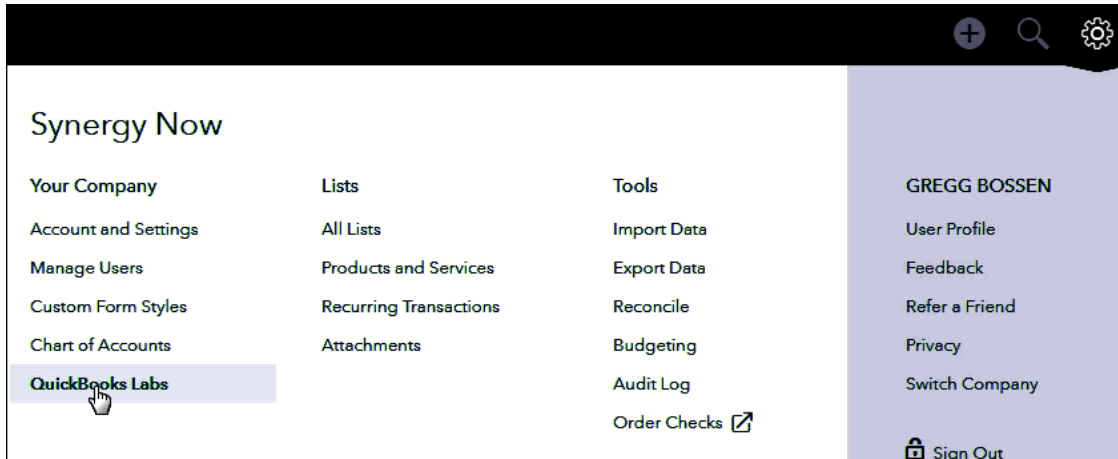 Synergy Now
Your Company
Account and Settings
Manage Users
Custom Form Styles
Chart of Accounts
QuickBooks Labs
Lists
All Lists
Products and Services
Recurring Transactions
Attachments
Tools
Import Data
Export Data
Reconcile
Budgeting
Audit Log
Order Checks
GREGG BOSSEN
User Profile
Feedback
Refer a Friend
Privacy
Switch Company
Sign Out